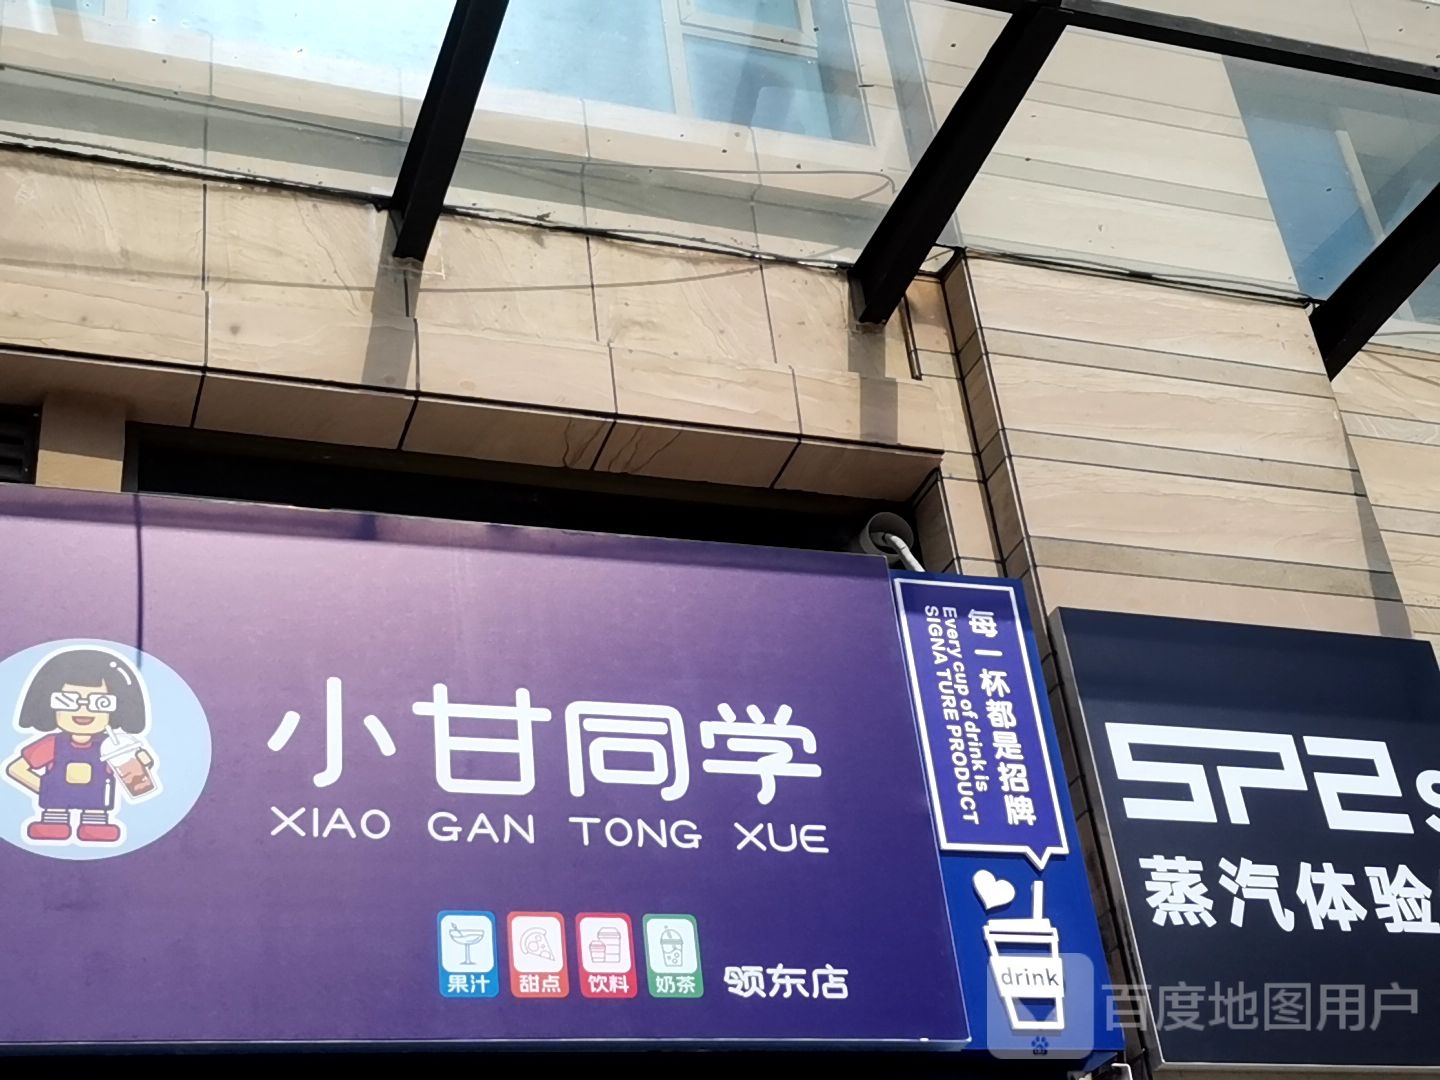 小甘同学
XIAO GAN TONG XUE
果汁 甜点 饮料 奶茶 领东店
每一杯都是招牌
Every cup of drink is
SIGNA TURE PRODUCT
drink
SPE
蒸汽体验
百度地图用户